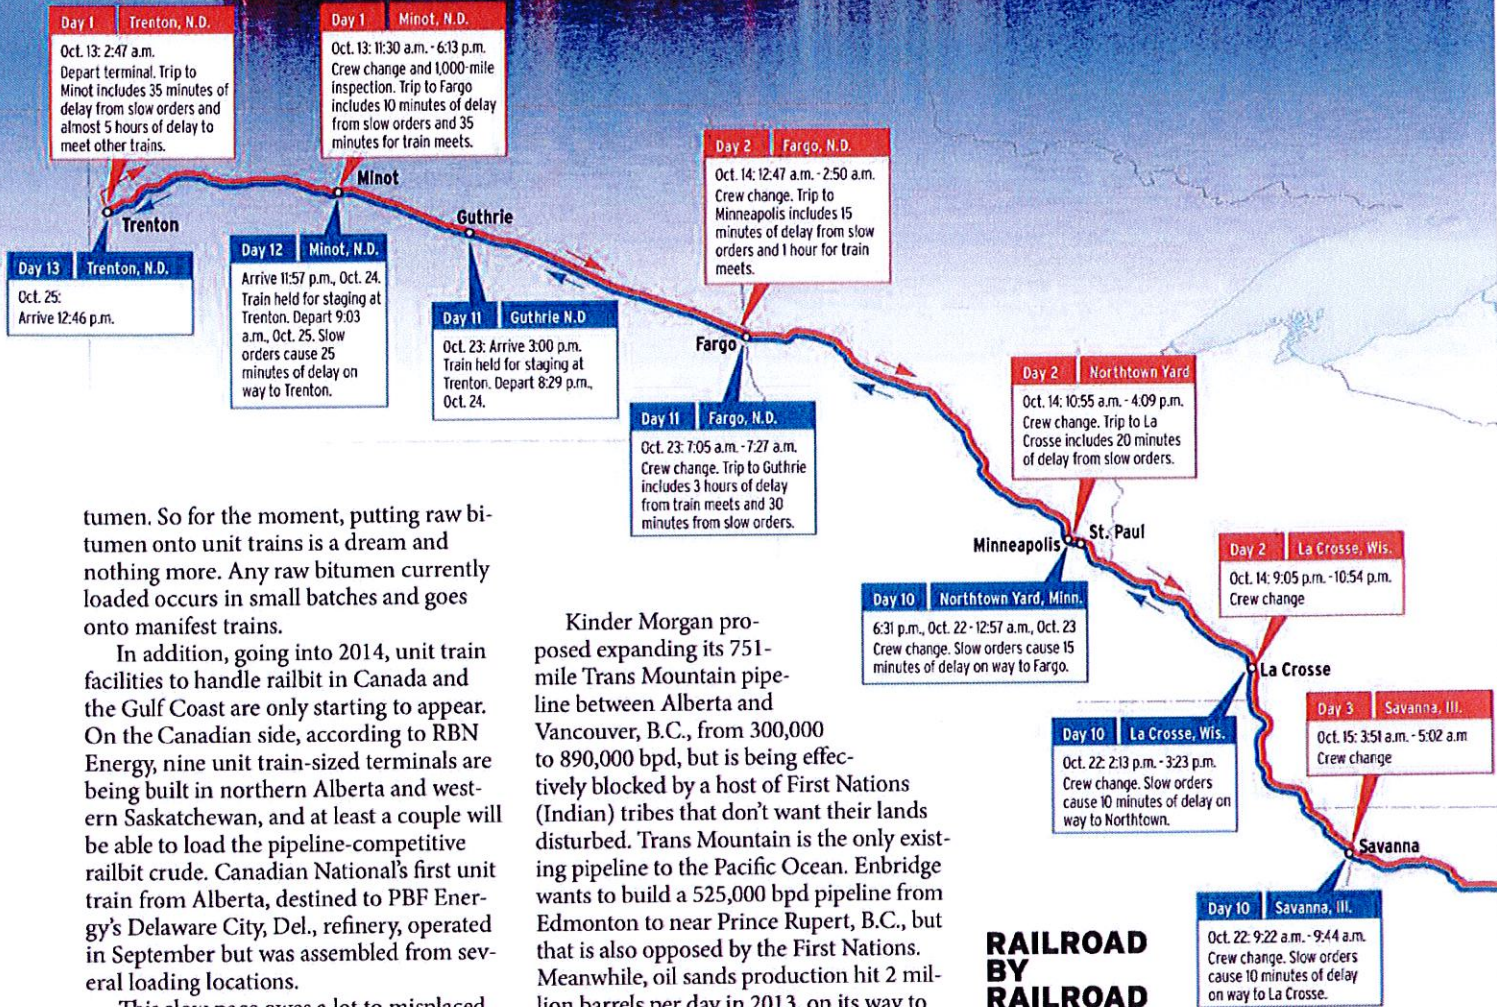 Day 1 Trenton, N.D.
Oct. 13: 2:47 a.m.
Depart terminal. Trip to
Minot includes 35 minutes of
delay from slow orders and
almost 5 hours of delay to
meet other trains.
Day 1 Minot, N.D.
Oct. 13: 11:30 a.m. - 6:13 p.m.
Crew change and 1,000-mile
inspection. Trip to Fargo
includes 10 minutes of delay
from slow orders and 35
minutes for train meets.
Day 2 Fargo, N.D.
Oct. 14: 12:47 a.m. - 2:50 a.m.
Crew change. Trip to
Minneapolis includes 15
minutes of delay from slow
orders and 1 hour for train
meets.
Minot
Trenton
Guthrie
Day 13 Trenton, N.D.
Oct. 25:
Arrive 12:46 p.m.
Day 12 Minot, N.D.
Arrive 11:57 p.m., Oct. 24.
Train held for staging at
Trenton. Depart 9:03
a.m., Oct. 25. Slow
orders cause 25
minutes of delay on
way to Trenton.
Day 11 Guthrie N.D
Oct. 23: Arrive 3:00 p.m.
Train held for staging at
Trenton. Depart 8:29 p.m.,
Oct. 24.
Fargo
Day 11 Fargo, N.D.
Oct. 23: 7:05 a.m. - 7:27 a.m.
Crew change. Trip to Guthrie
includes 3 hours of delay
from train meets and 30
minutes from slow orders.
Day 2 Northtown Yard
Oct. 14: 10:55 a.m. - 4:09 p.m.
Crew change. Trip to La
Crosse includes 20 minutes
of delay from slow orders.
Minneapolis
St. Paul
Day 10 Northtown Yard, Minn.
6:31 p.m., Oct. 22 - 12:57 a.m., Oct. 23
Crew change. Slow orders cause 15
minutes of delay on way to Fargo.
Day 2 La Crosse, Wis.
Oct. 14: 9:05 p.m. - 10:54 p.m.
Crew change
La Crosse
Day 10 La Crosse, Wis.
Oct. 22: 2:13 p.m. - 3:23 p.m.
Crew change. Slow orders
cause 10 minutes of delay on
way to Northtown.
Day 3 Savanna, Ill.
Oct. 15: 3:51 a.m. - 5:02 a.m
Crew change
Savanna
Day 10 Savanna, Ill.
Oct. 22: 9:22 a.m. - 9:44 a.m.
Crew change. Slow orders
cause 10 minutes of delay
on way to La Crosse.
tumen. So for the moment, putting raw bi-
tumen onto unit trains is a dream and
nothing more. Any raw bitumen currently
loaded occurs in small batches and goes
onto manifest trains.
In addition, going into 2014, unit train
facilities to handle railbit in Canada and
the Gulf Coast are only starting to appear.
On the Canadian side, according to RBN
Energy, nine unit train-sized terminals are
being built in northern Alberta and west-
ern Saskatchewan, and at least a couple will
be able to load the pipeline-competitive
railbit crude. Canadian National's first unit
train from Alberta, destined to PBF Ener-
gy's Delaware City, Del., refinery, operated
in September but was assembled from sev-
eral loading locations.
This slow pace owes a lot to misplaced
Kinder Morgan pro-
posed expanding its 751-
mile Trans Mountain pipe-
line between Alberta and
Vancouver, B.C., from 300,000
to 890,000 bpd, but is being effec-
tively blocked by a host of First Nations
(Indian) tribes that don't want their lands
disturbed. Trans Mountain is the only exist-
ing pipeline to the Pacific Ocean. Enbridge
wants to build a 525,000 bpd pipeline from
Edmonton to near Prince Rupert, B.C., but
that is also opposed by the First Nations.
Meanwhile, oil sands production hit 2 mil-
lion barrels per day in 2013, on its way to
RAILROAD
BY
RAILROAD